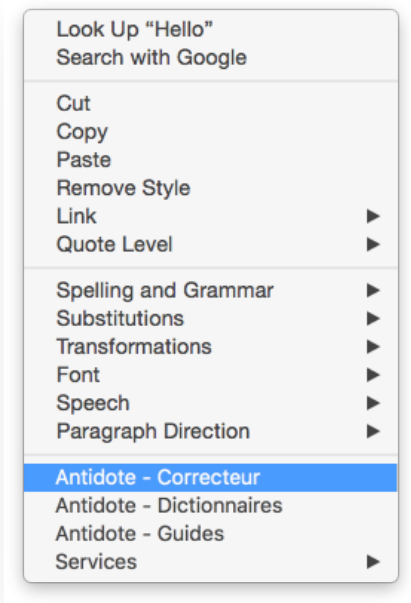 Look Up “Hello”
Search with Google
Cut
Copy
Paste
Remove Style
Link
Quote Level
Spelling and Grammar
Substitutions
Transformations
Font
Speech
Paragraph Direction
Antidote - Correcteur
Antidote - Dictionnaires
Antidote - Guides
Services